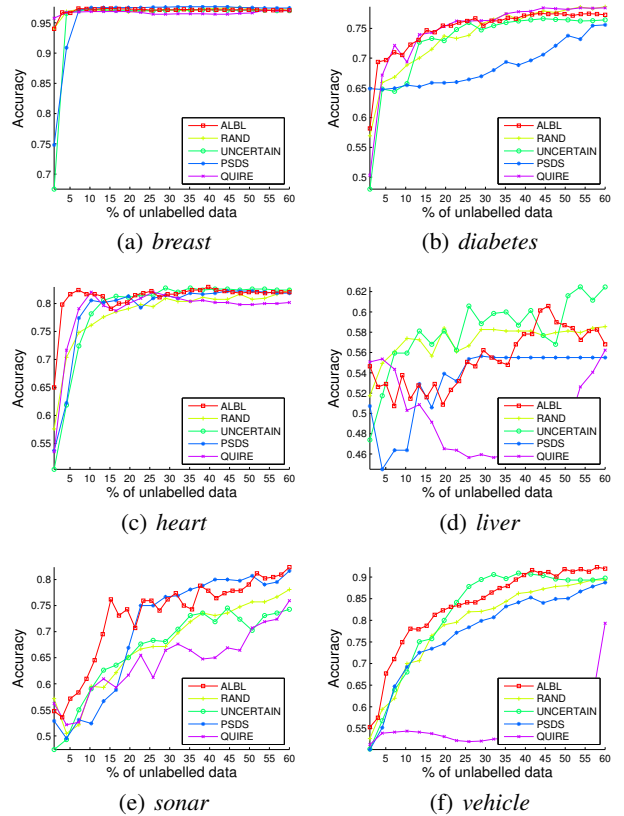 Accuracy
0.95
0.9
0.85
0.8
0.75
0.7
5 10 15 20 25 30 35 40 45 50 55 60
% of unlabelled data
ALBL
RAND
UNCERTAIN
PSDS
QUIRE
(a) breast
Accuracy
0.75
0.7
0.65
0.6
0.55
0.5
5 10 15 20 25 30 35 40 45 50 55 60
% of unlabelled data
ALBL
RAND
UNCERTAIN
PSDS
QUIRE
(b) diabetes
Accuracy
0.8
0.75
0.7
0.65
0.6
0.55
5 10 15 20 25 30 35 40 45 50 55 60
% of unlabelled data
ALBL
RAND
UNCERTAIN
PSDS
QUIRE
(c) heart
Accuracy
0.62
0.6
0.58
0.56
0.54
0.52
0.5
0.48
0.46
5 10 15 20 25 30 35 40 45 50 55 60
% of unlabelled data
ALBL
RAND
UNCERTAIN
PSDS
QUIRE
(d) liver
Accuracy
0.8
0.75
0.7
0.65
0.6
0.55
0.5
5 10 15 20 25 30 35 40 45 50 55 60
% of unlabelled data
ALBL
RAND
UNCERTAIN
PSDS
QUIRE
(e) sonar
Accuracy
0.9
0.85
0.8
0.75
0.7
0.65
0.6
0.55
5 10 15 20 25 30 35 40 45 50 55 60
% of unlabelled data
ALBL
RAND
UNCERTAIN
PSDS
QUIRE
(f) vehicle